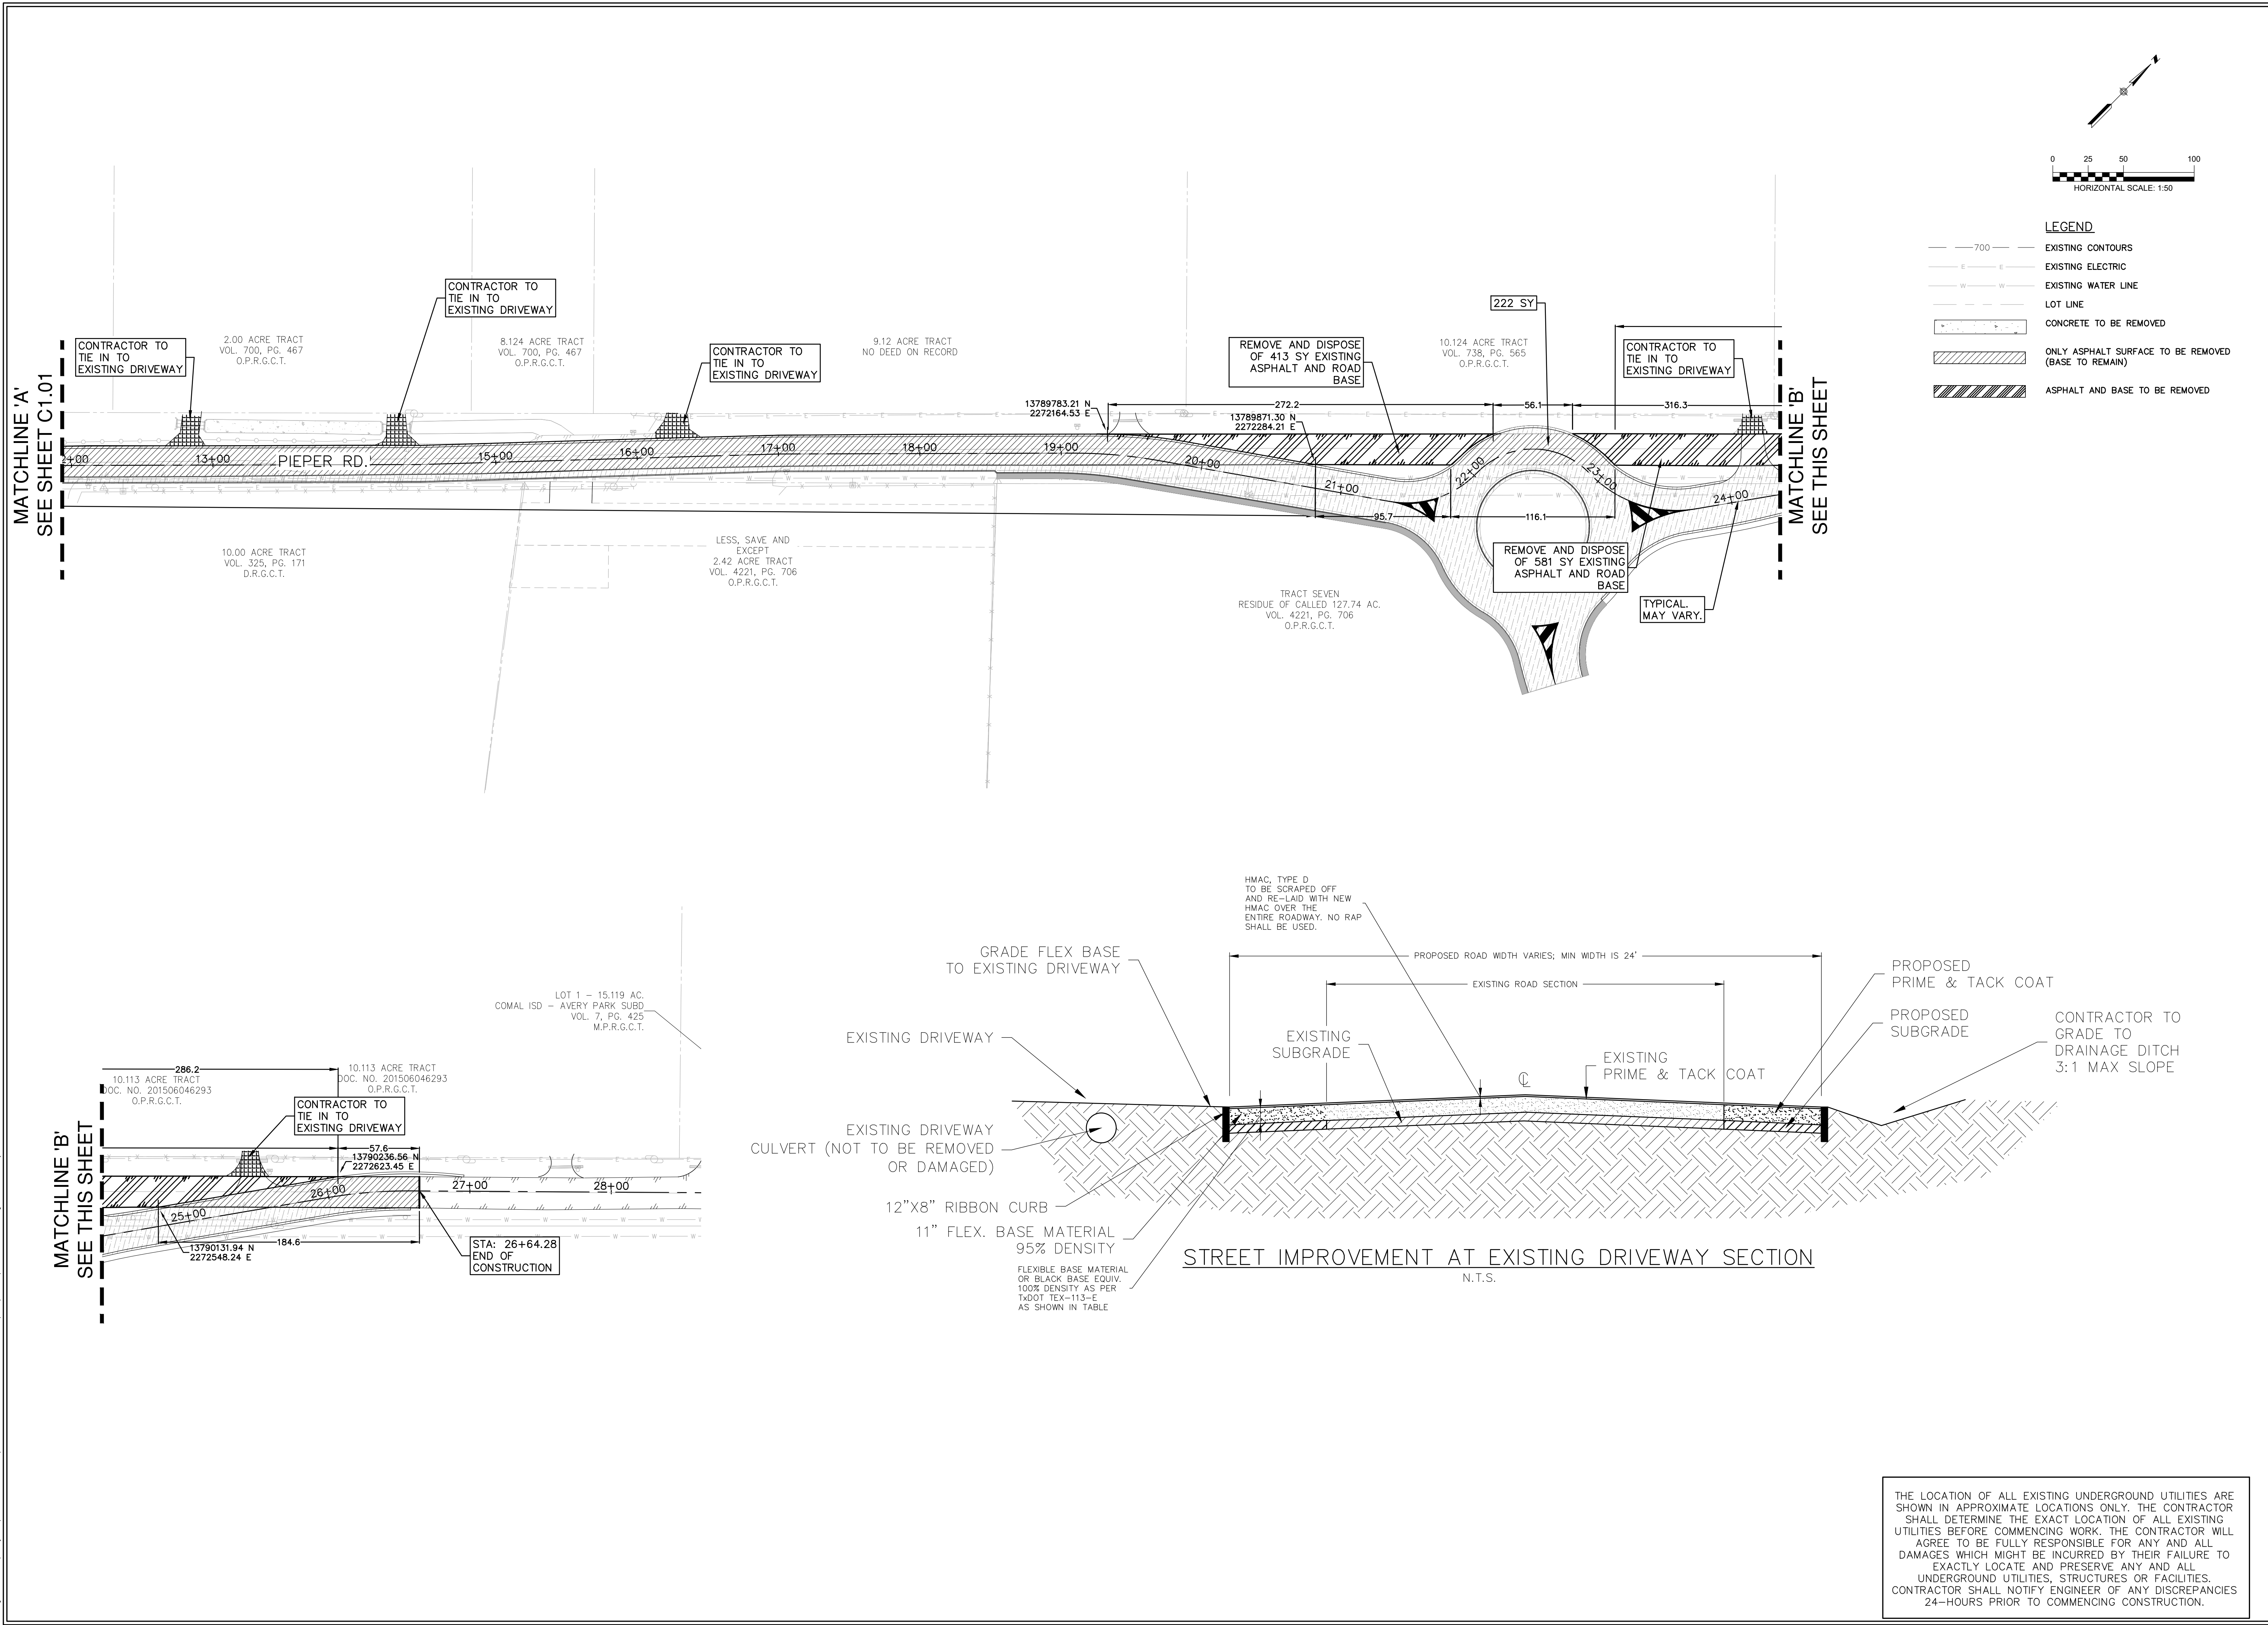 0 25 50 100
HORIZONTAL SCALE: 1:50
LEGEND
700
EXISTING CONTOURS
E E
EXISTING ELECTRIC
W W
EXISTING WATER LINE
LOT LINE
CONCRETE TO BE REMOVED
ONLY ASPHALT SURFACE TO BE REMOVED
(BASE TO REMAIN)
ASPHALT AND BASE TO BE REMOVED
MATCHLINE 'A'
SEE SHEET C1.01
CONTRACTOR TO
TIE IN TO
EXISTING DRIVEWAY
2.00 ACRE TRACT
VOL. 700, PG. 467
O.P.R.G.C.T.
CONTRACTOR TO
TIE IN TO
EXISTING DRIVEWAY
8.124 ACRE TRACT
VOL. 700, PG. 467
O.P.R.G.C.T.
CONTRACTOR TO
TIE IN TO
EXISTING DRIVEWAY
9.12 ACRE TRACT
NO DEED ON RECORD
REMOVE AND DISPOSE
OF 413 SY EXISTING
ASPHALT AND ROAD
BASE
10.124 ACRE TRACT
VOL. 738, PG. 565
O.P.R.G.C.T.
222 SY
CONTRACTOR TO
TIE IN TO
EXISTING DRIVEWAY
MATCHLINE 'B'
SEE THIS SHEET
13789783.21 N
2272164.53 E
272.2
56.1
316.3
13789871.30 N
2272284.21 E
2+00
13+00
PIEPER RD.
15+00
16+00
17+00
18+00
19+00
20+00
21+00
22+00
23+00
24+00
95.7
116.1
10.00 ACRE TRACT
VOL. 325, PG. 171
D.R.G.C.T.
LESS, SAVE AND
EXCEPT
2.42 ACRE TRACT
VOL. 4221, PG. 706
O.P.R.G.C.T.
TRACT SEVEN
RESIDUE OF CALLED 127.74 AC.
VOL. 4221, PG. 706
O.P.R.G.C.T.
REMOVE AND DISPOSE
OF 581 SY EXISTING
ASPHALT AND ROAD
BASE
TYPICAL.
MAY VARY.
MATCHLINE 'B'
SEE THIS SHEET
LOT 1 – 15.119 AC.
COMAL ISD – AVERY PARK SUBD
VOL. 7, PG. 425
M.P.R.G.C.T.
286.2
10.113 ACRE TRACT
DOC. NO. 201506046293
O.P.R.G.C.T.
10.113 ACRE TRACT
DOC. NO. 201506046293
O.P.R.G.C.T.
CONTRACTOR TO
TIE IN TO
EXISTING DRIVEWAY
57.6
13790236.56 N
2272623.45 E
25+00
26+00
27+00
28+00
184.6
13790131.94 N
2272548.24 E
STA: 26+64.28
END OF
CONSTRUCTION
HMAC, TYPE D
TO BE SCRAPED OFF
AND RE–LAID WITH NEW
HMAC OVER THE
ENTIRE ROADWAY. NO RAP
SHALL BE USED.
GRADE FLEX BASE
TO EXISTING DRIVEWAY
PROPOSED ROAD WIDTH VARIES; MIN WIDTH IS 24'
EXISTING ROAD SECTION
PROPOSED
PRIME & TACK COAT
EXISTING DRIVEWAY
EXISTING
SUBGRADE
EXISTING
PRIME & TACK COAT
PROPOSED
SUBGRADE
CONTRACTOR TO
GRADE TO
DRAINAGE DITCH
3:1 MAX SLOPE
℄
EXISTING DRIVEWAY
CULVERT (NOT TO BE REMOVED
OR DAMAGED)
12"X8" RIBBON CURB
11" FLEX. BASE MATERIAL
95% DENSITY
FLEXIBLE BASE MATERIAL
OR BLACK BASE EQUIV.
100% DENSITY AS PER
TxDOT TEX–113–E
AS SHOWN IN TABLE
STREET IMPROVEMENT AT EXISTING DRIVEWAY SECTION
N.T.S.
THE LOCATION OF ALL EXISTING UNDERGROUND UTILITIES ARE
SHOWN IN APPROXIMATE LOCATIONS ONLY. THE CONTRACTOR
SHALL DETERMINE THE EXACT LOCATION OF ALL EXISTING
UTILITIES BEFORE COMMENCING WORK. THE CONTRACTOR WILL
AGREE TO BE FULLY RESPONSIBLE FOR ANY AND ALL
DAMAGES WHICH MIGHT BE INCURRED BY THEIR FAILURE TO
EXACTLY LOCATE AND PRESERVE ANY AND ALL
UNDERGROUND UTILITIES, STRUCTURES OR FACILITIES.
CONTRACTOR SHALL NOTIFY ENGINEER OF ANY DISCREPANCIES
24–HOURS PRIOR TO COMMENCING CONSTRUCTION.